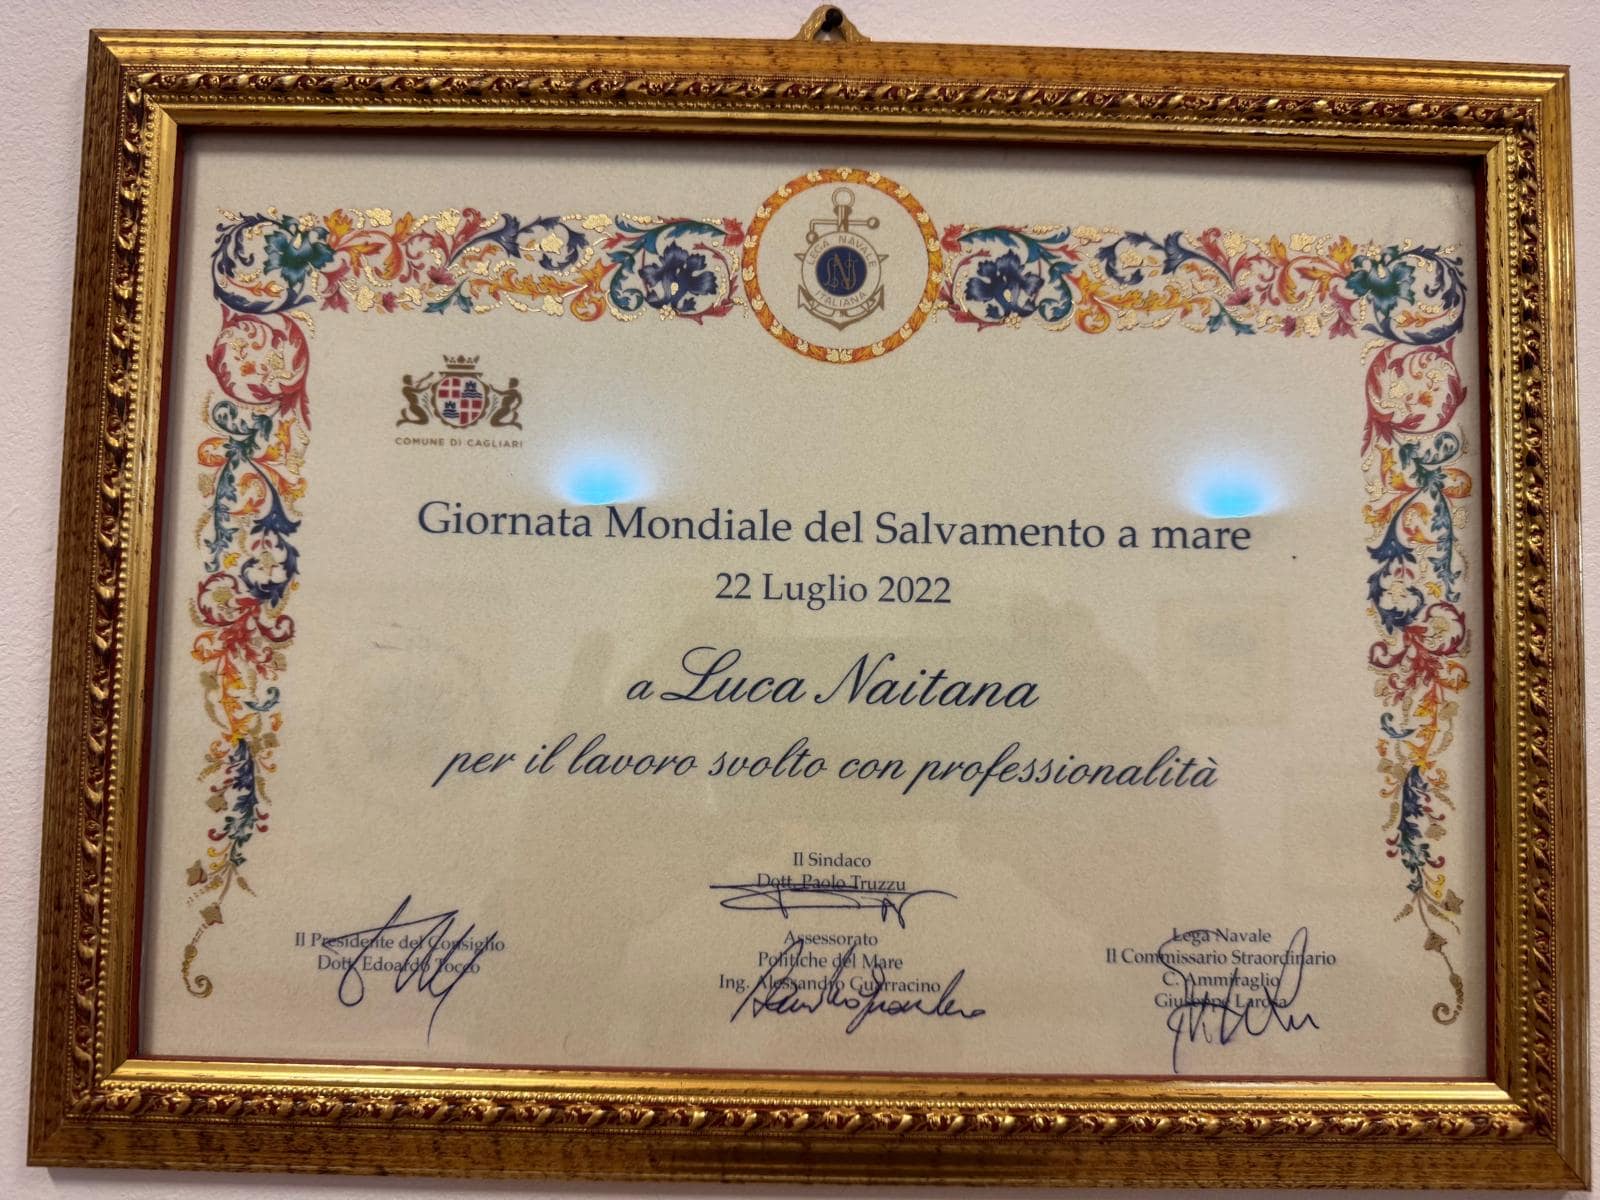 LEGA NAVALE
ITALIANA
COMUNE DI CAGLIARI
Giornata Mondiale del Salvamento a mare
22 Luglio 2022
a Luca Naitana
per il lavoro svolto con professionalità
Il Sindaco
Dott. Paolo Truzzu
Il Presidente del Consiglio
Dott. Edoardo Tocco
Assessorato
Politiche del Mare
Ing. Alessandro Guarracino
Lega Navale
Il Commissario Straordinario
C. Ammiraglio
Giuseppe Larosa